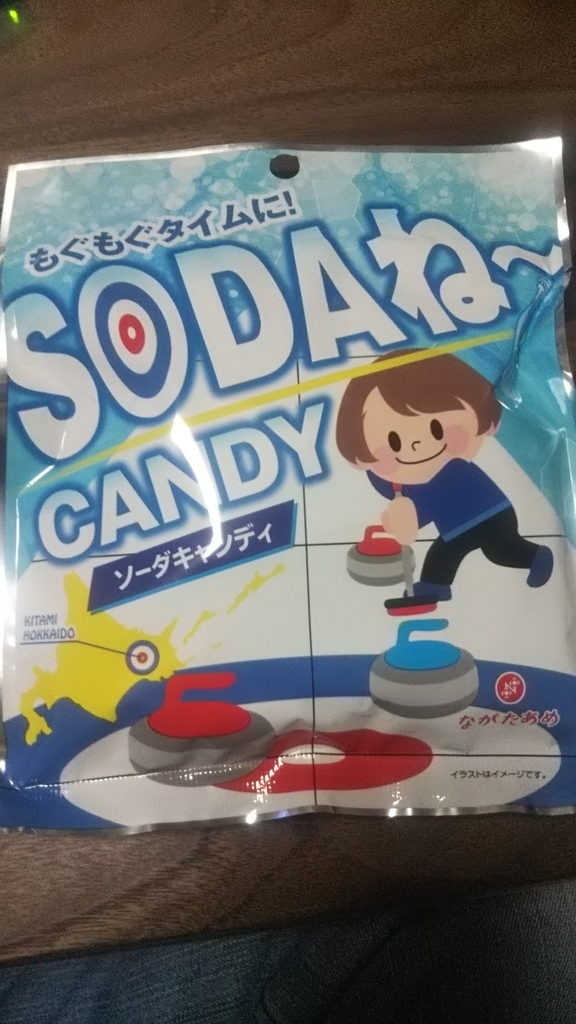 もぐもぐタイムに!
SODAね〜
CANDY
ソーダキャンディ
KITAMI
HOKKAIDO
ながたあめ
イラストはイメージです。